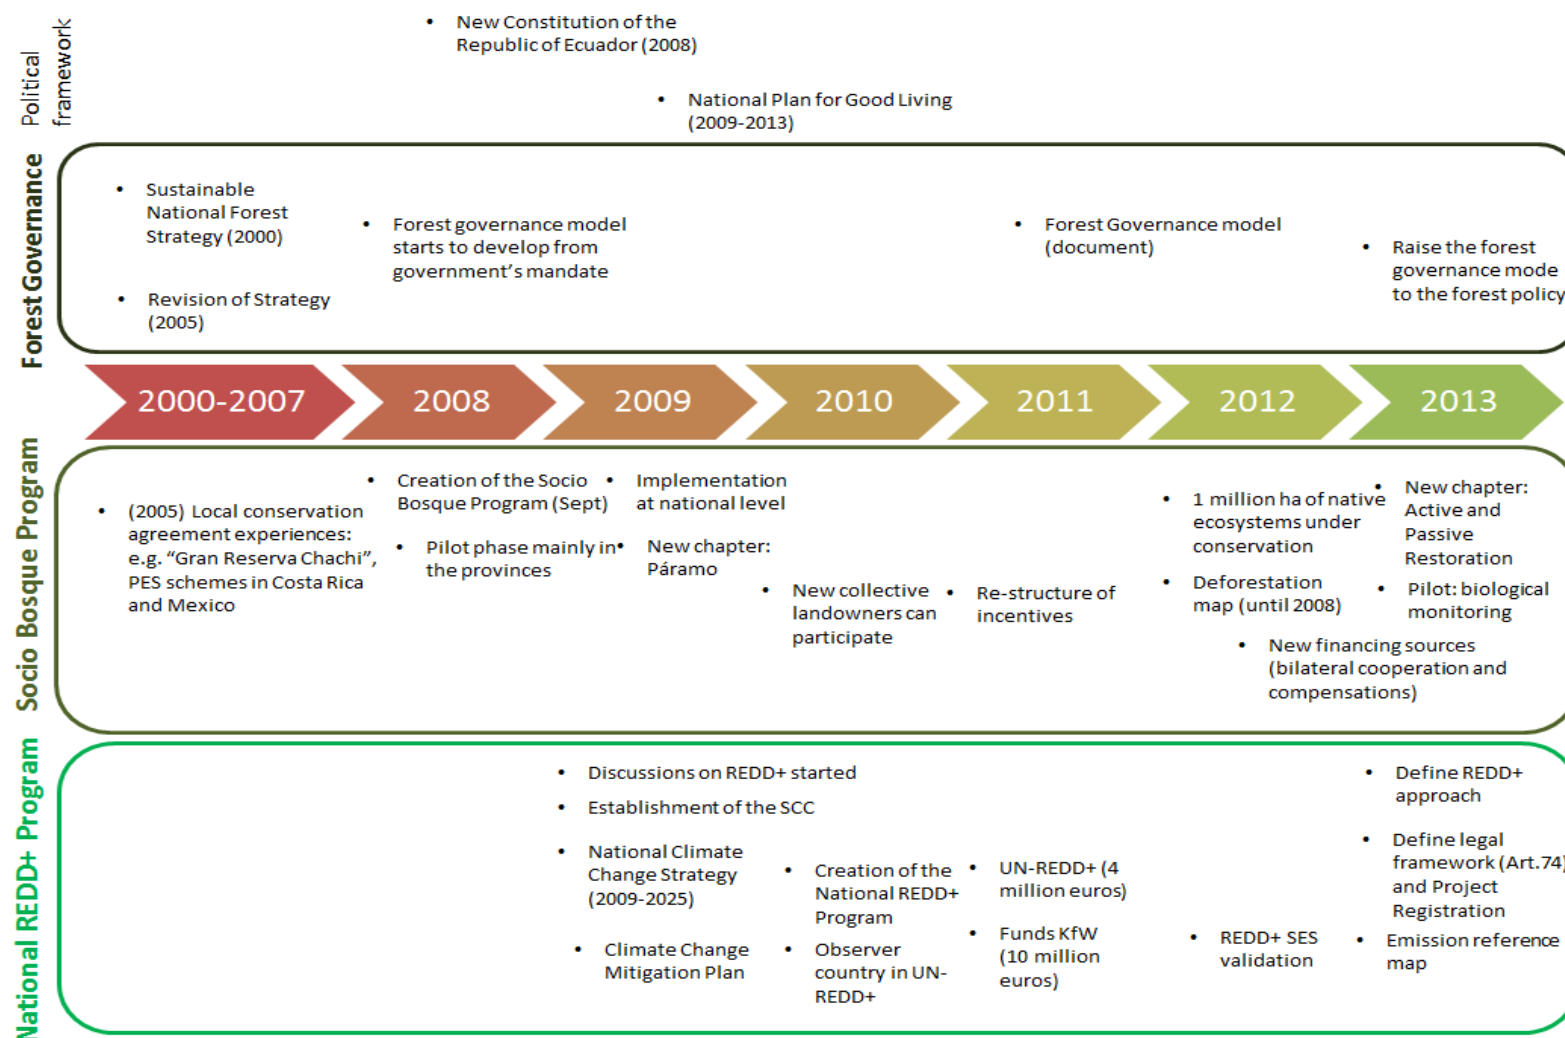 Political
framework
• New Constitution of the
Republic of Ecuador (2008)
• National Plan for Good Living
(2009-2013)
Forest Governance
• Sustainable
National Forest
Strategy (2000)
• Revision of Strategy
(2005)
• Forest governance model
starts to develop from
government’s mandate
• Forest Governance model
(document)
• Raise the forest
governance mode
to the forest policy
2000-2007
2008
2009
2010
2011
2012
2013
Socio Bosque Program
• (2005) Local conservation
agreement experiences:
e.g. “Gran Reserva Chachi”,
PES schemes in Costa Rica
and Mexico
• Creation of the Socio
Bosque Program (Sept)
• Pilot phase mainly in
the provinces
• Implementation
at national level
• New chapter:
Páramo
• New collective
landowners can
participate
• Re-structure of
incentives
• 1 million ha of native
ecosystems under
conservation
• Deforestation
map (until 2008)
• New financing sources
(bilateral cooperation and
compensations)
• New chapter:
Active and
Passive
Restoration
• Pilot: biological
monitoring
National REDD+ Program
• Discussions on REDD+ started
• Establishment of the SCC
• National Climate
Change Strategy
(2009-2025)
• Climate Change
Mitigation Plan
• Creation of the
National REDD+
Program
• Observer
country in UN-
REDD+
• UN-REDD+ (4
million euros)
• Funds KfW
(10 million
euros)
• REDD+ SES
validation
• Define REDD+
approach
• Define legal
framework (Art.74)
and Project
Registration
• Emission reference
map